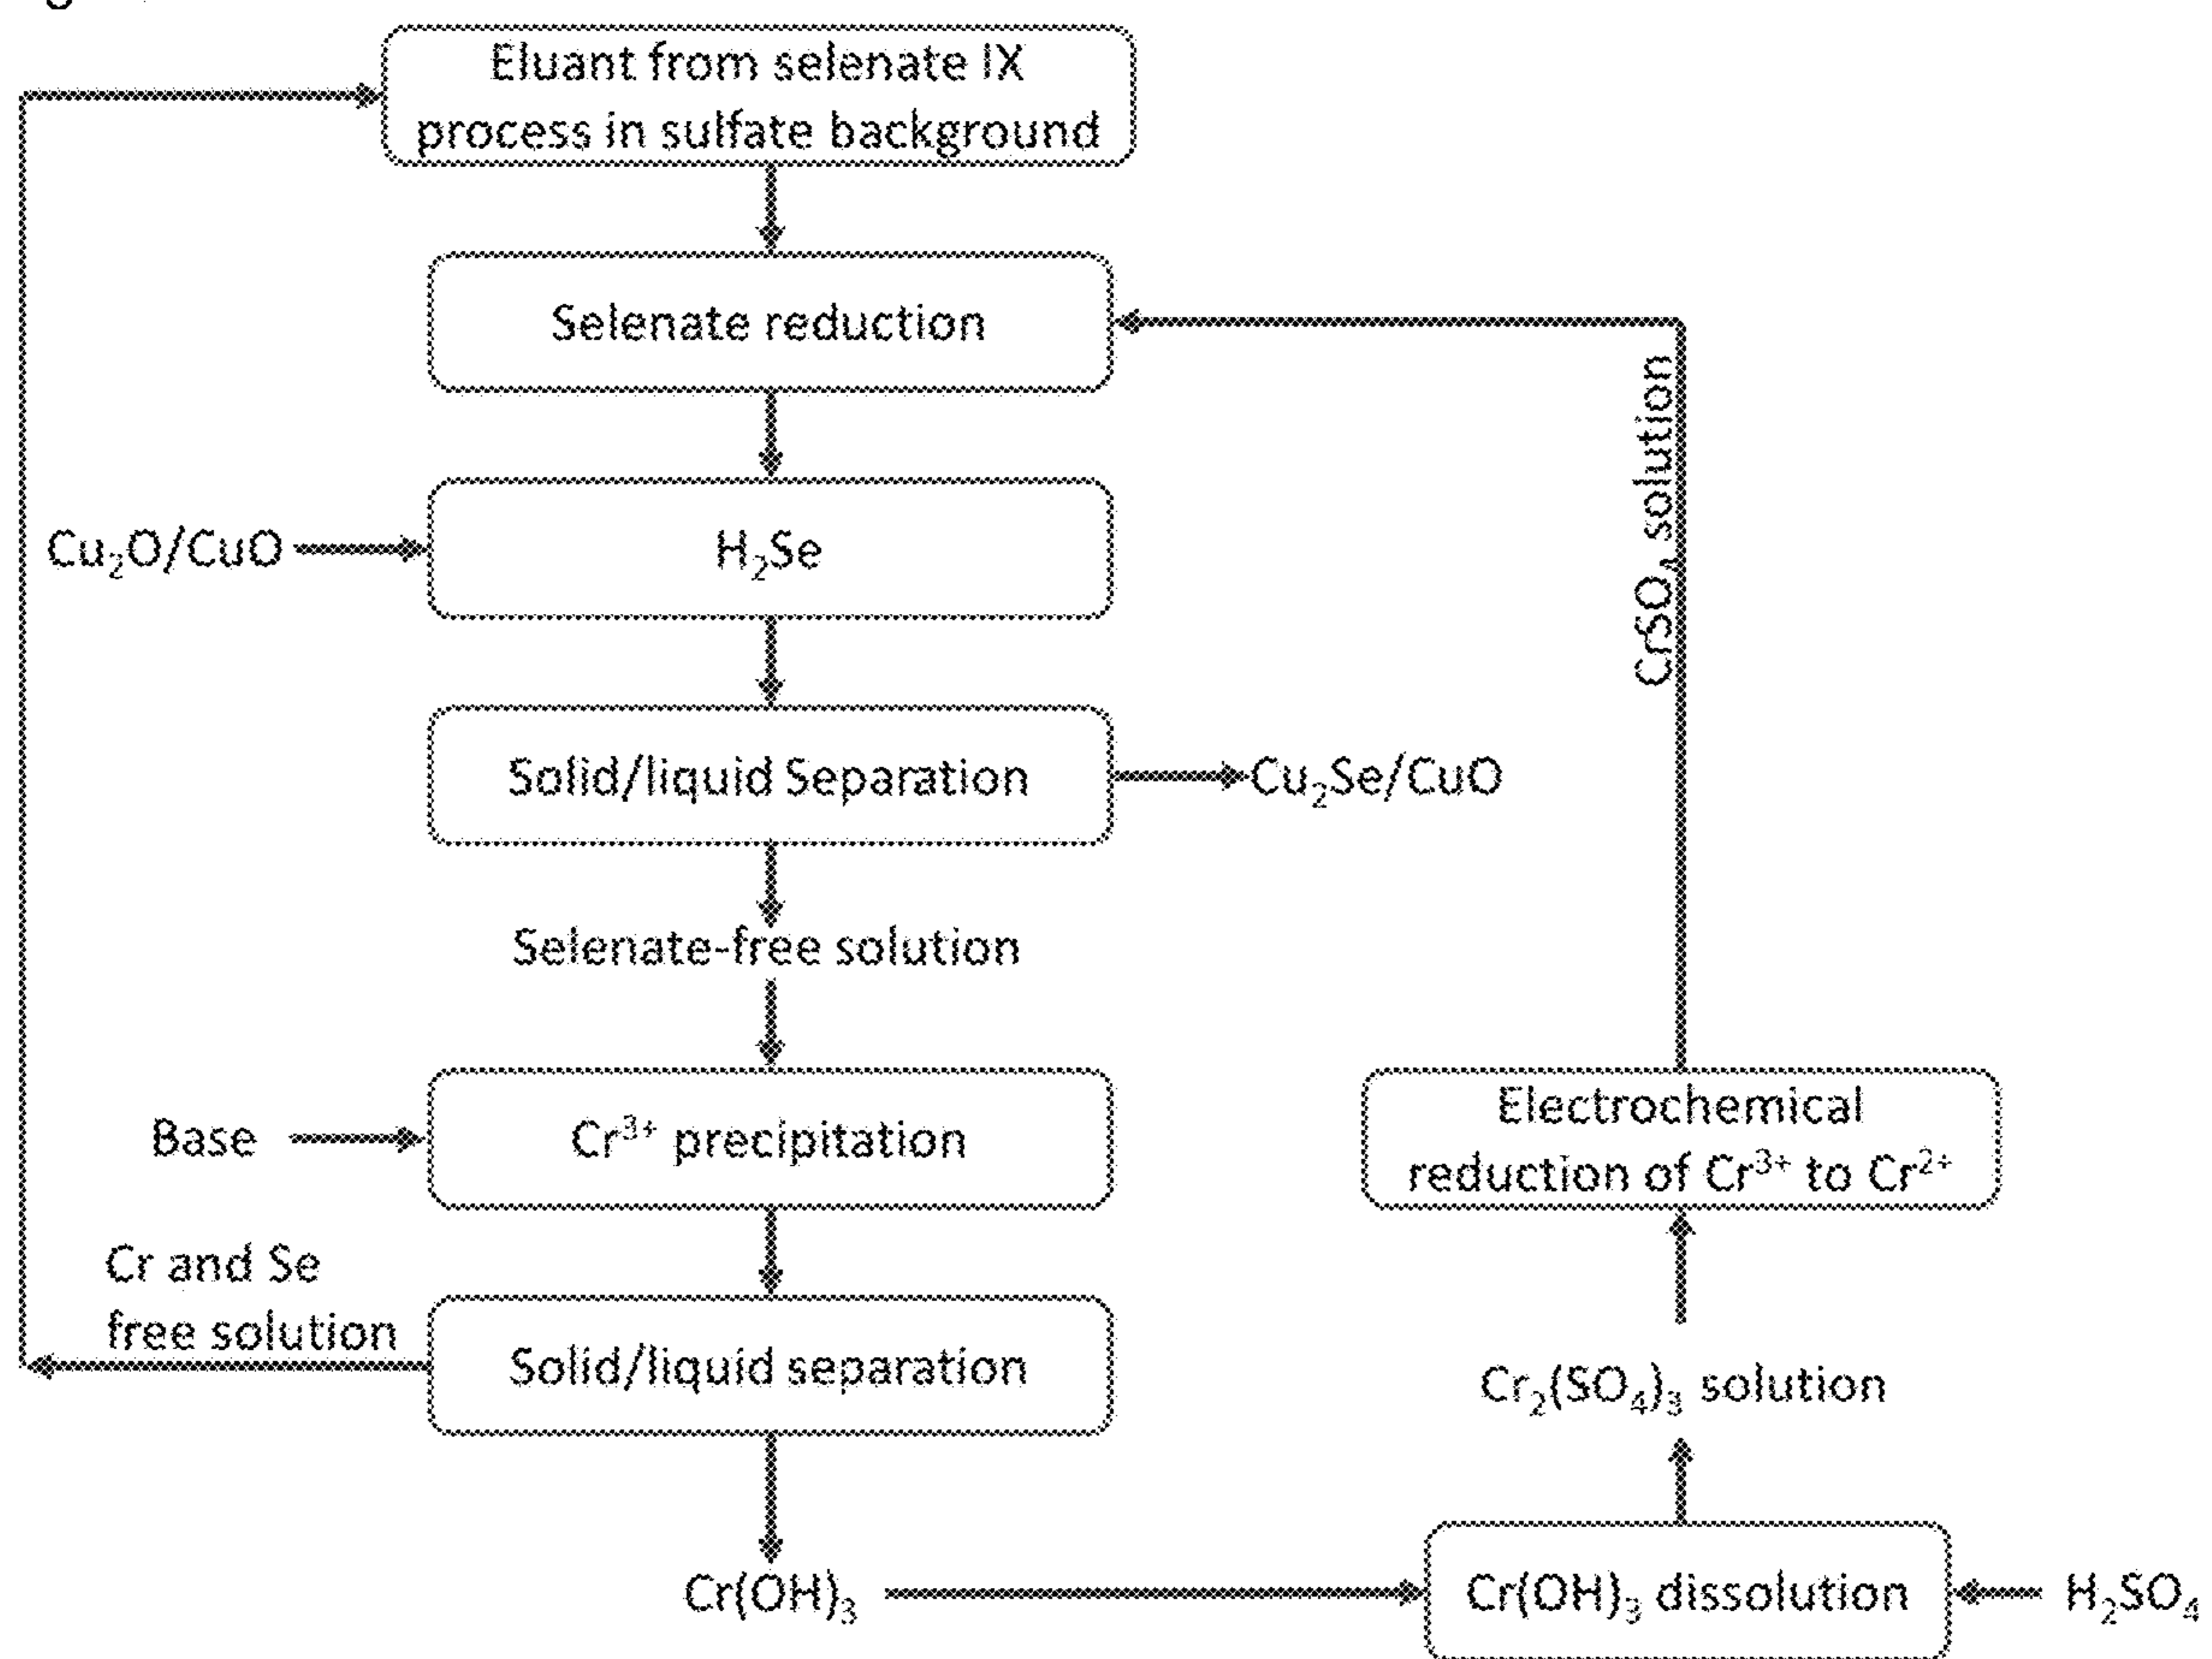 Eluant from selenate IX
process in sulfate background
Selenate reduction
CrSO₄ solution
Cu₂O/CuO
H₂Se
Solid/liquid Separation
Cu₂Se/CuO
Selenate-free solution
Base
Cr³⁺ precipitation
Electrochemical
reduction of Cr³⁺ to Cr²⁺
Cr and Se
free solution
Solid/liquid separation
Cr₂(SO₄)₃ solution
Cr(OH)₃
Cr(OH)₃ dissolution
H₂SO₄